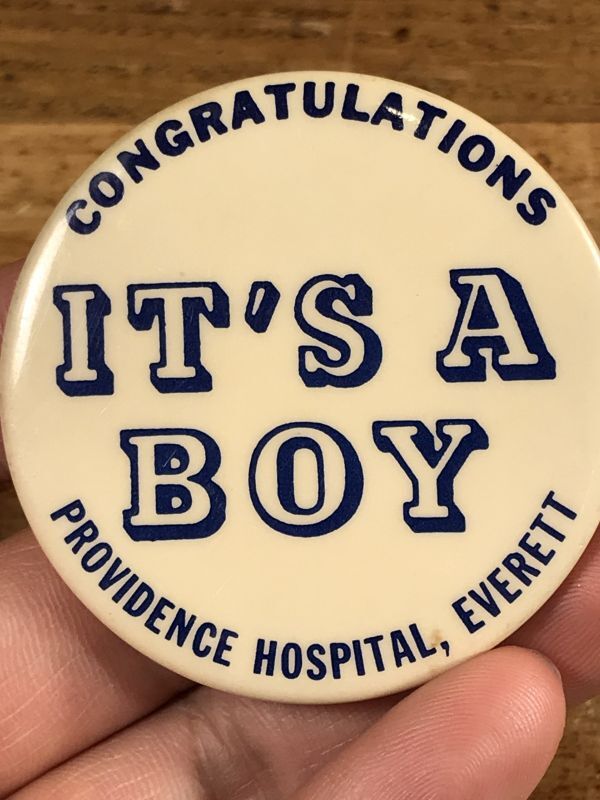 CONGRATULATIONS
IT'S A
BOY
PROVIDENCE HOSPITAL, EVERETT